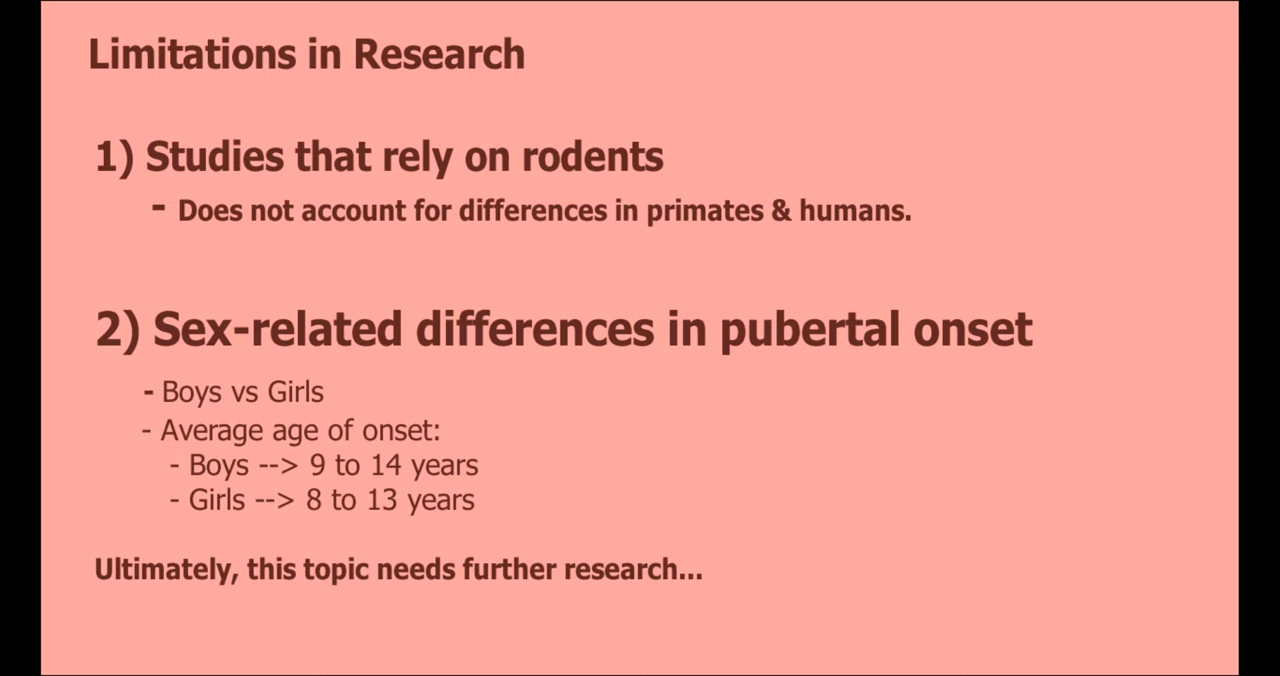 Limitations in Research
1) Studies that rely on rodents
- Does not account for differences in primates & humans.
2) Sex-related differences in pubertal onset
- Boys vs Girls
- Average age of onset:
- Boys --> 9 to 14 years
- Girls --> 8 to 13 years
Ultimately, this topic needs further research...